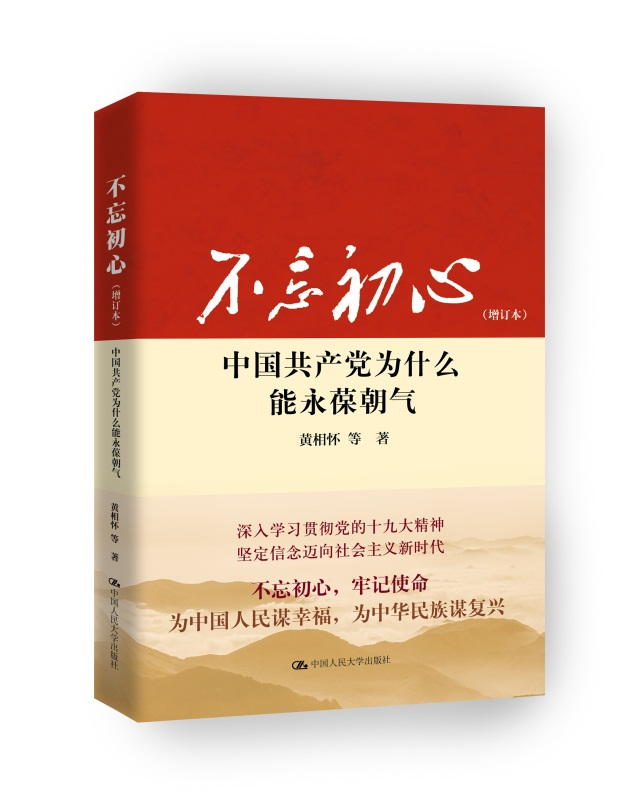 不忘初心
（增订本）
中国共产党为什么
能永葆朝气
黄相怀 等 著
深入学习贯彻党的十九大精神
坚定信念迈向社会主义新时代
不忘初心，牢记使命
为中国人民谋幸福，为中华民族谋复兴
中国人民大学出版社
不忘初心（增订本） 中国共产党为什么能永葆朝气 黄相怀 等 著 中国人民大学出版社